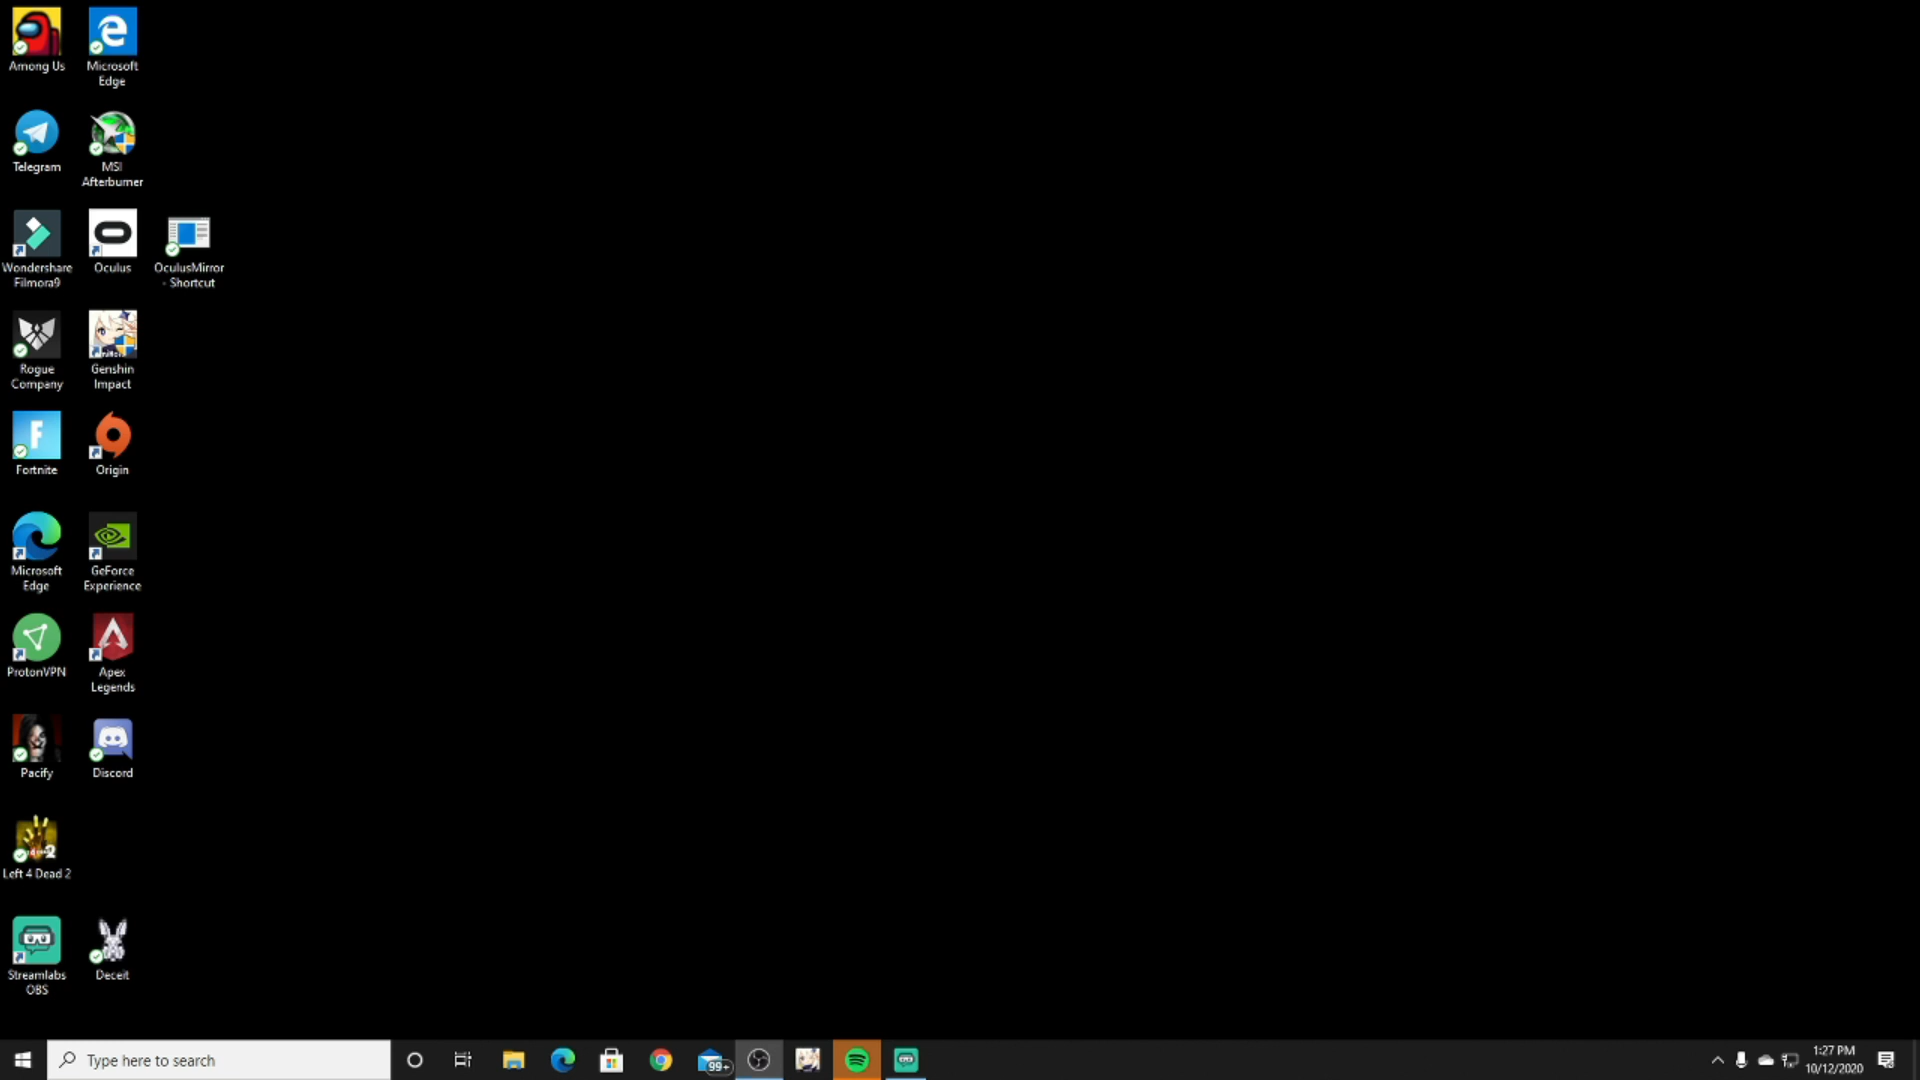 Among Us
Microsoft
Edge
Telegram
MSI
Afterburner
Wondershare
Filmora9
Oculus
OculusMirror
- Shortcut
Rogue
Company
Genshin
Impact
Fortnite
Origin
Microsoft
Edge
GeForce
Experience
ProtonVPN
Apex
Legends
Pacify
Discord
Left 4 Dead 2
Streamlabs
OBS
Deceit
Type here to search
99+
1:27 PM
10/12/2020